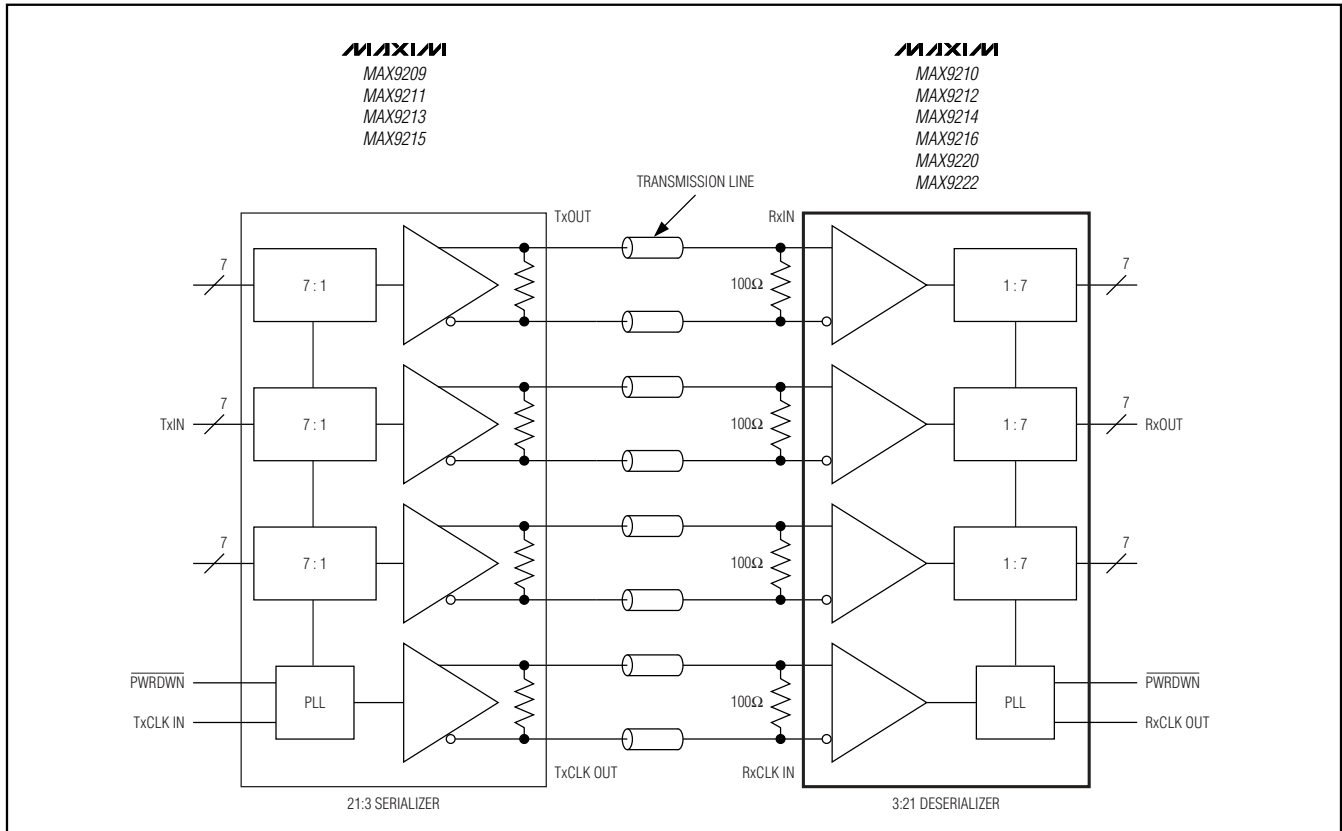 MAXIM
MAX9209
MAX9211
MAX9213
MAX9215
MAXIM
MAX9210
MAX9212
MAX9214
MAX9216
MAX9220
MAX9222
TRANSMISSION LINE
TxOUT
RxIN
7
7 : 1
100Ω
1 : 7
7
TxIN
7
7 : 1
100Ω
1 : 7
7
RxOUT
7
7 : 1
100Ω
1 : 7
7
PWRDWN
TxCLK IN
PLL
100Ω
PLL
PWRDWN
RxCLK OUT
TxCLK OUT
RxCLK IN
21:3 SERIALIZER
3:21 DESERIALIZER